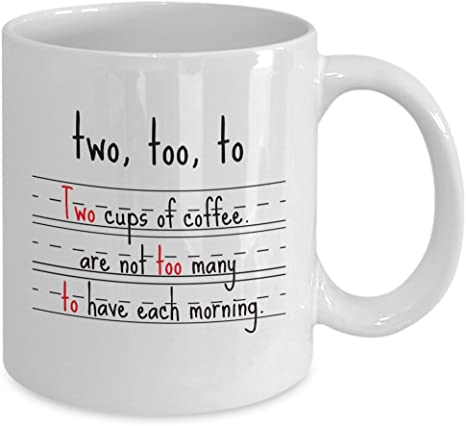 two, too, to
Two cups of coffee.
are not too many
to have each morning.